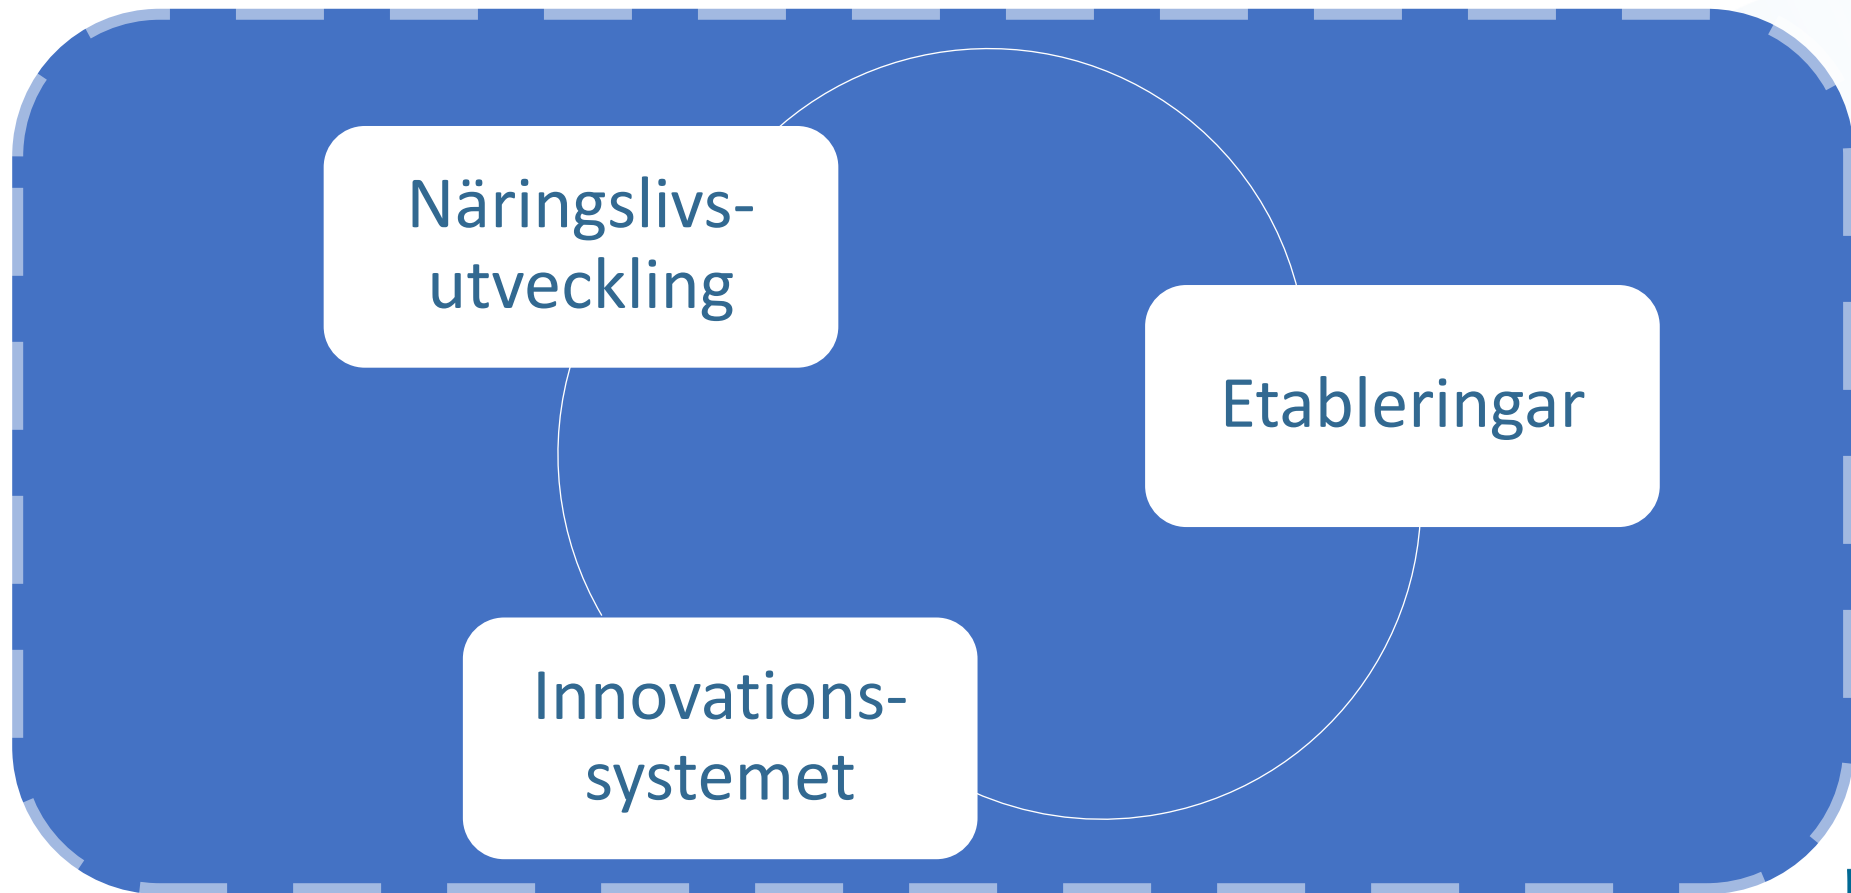 Näringslivs-
utveckling
Etableringar
Innovations-
systemet